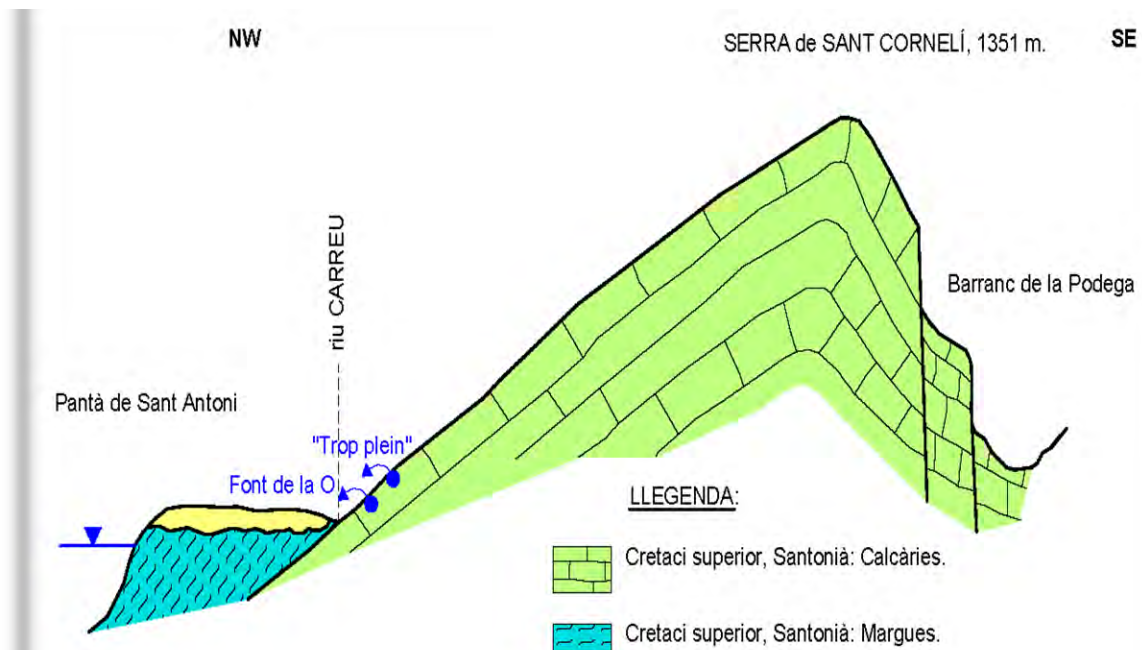 NW
SERRA de SANT CORNELÍ, 1351 m.
SE
riu CARREU
Barranc de la Podega
Pantà de Sant Antoni
"Trop plein"
Font de la O
LLEGENDA:
Cretaci superior, Santonià: Calcàries.
Cretaci superior, Santonià: Margues.